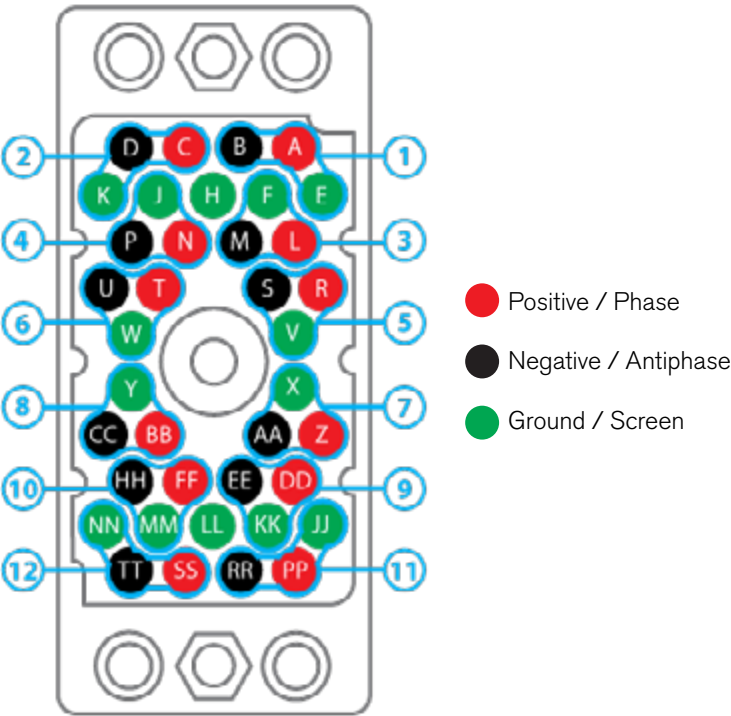 D C B A
2 1
K J H F E
4 P N M L 3
U T S R
6 W V 5
8 Y X 7
CC BB AA Z
10 HH FF EE DD 9
NN MM LL KK JJ
12 TT SS RR PP 11
Positive / Phase
Negative / Antiphase
Ground / Screen